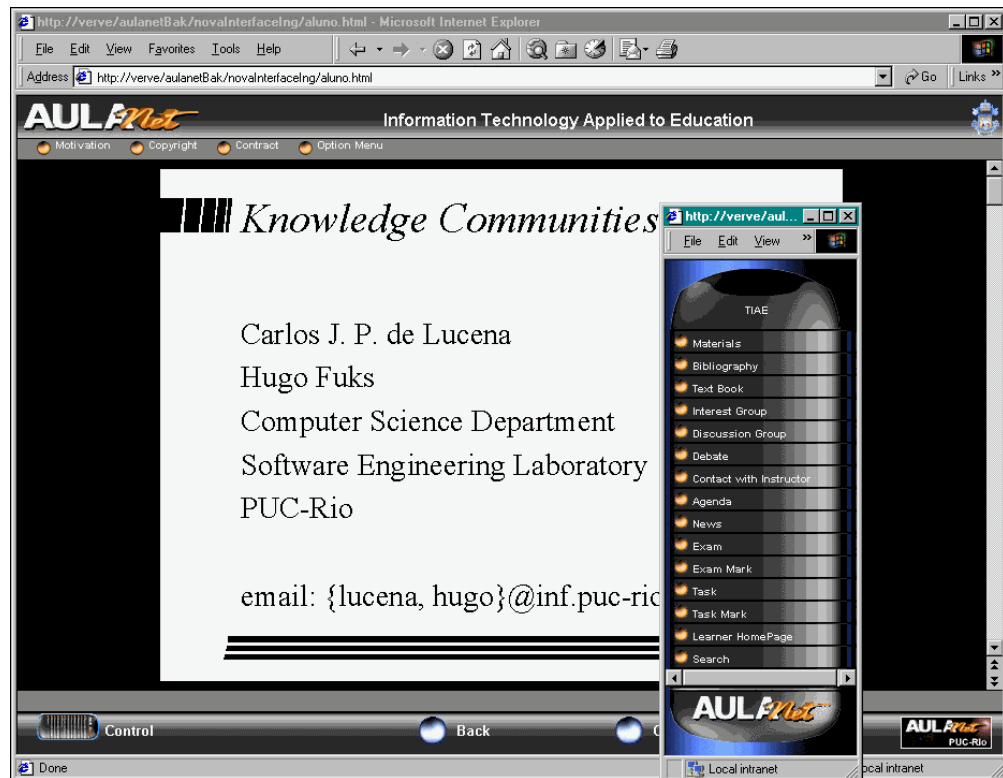 http://verve/aulanetBak/novaInterfaceIng/aluno.html - Microsoft Internet Explorer
File Edit View Favorites Tools Help
Address http://verve/aulanetBak/novaInterfaceIng/aluno.html Go Links »
AULANet Information Technology Applied to Education
Motivation Copyright Contract Option Menu
Knowledge Communities
Carlos J. P. de Lucena
Hugo Fuks
Computer Science Department
Software Engineering Laboratory
PUC-Rio
email: {lucena, hugo}@inf.puc-rio
http://verve/aul...
File Edit View »
TIAE
Materials
Bibliography
Text Book
Interest Group
Discussion Group
Debate
Contact with Instructor
Agenda
News
Exam
Exam Mark
Task
Task Mark
Learner HomePage
Search
AULANet
Local intranet
Control Back
AULANet
PUC-Rio
Done ocal intranet